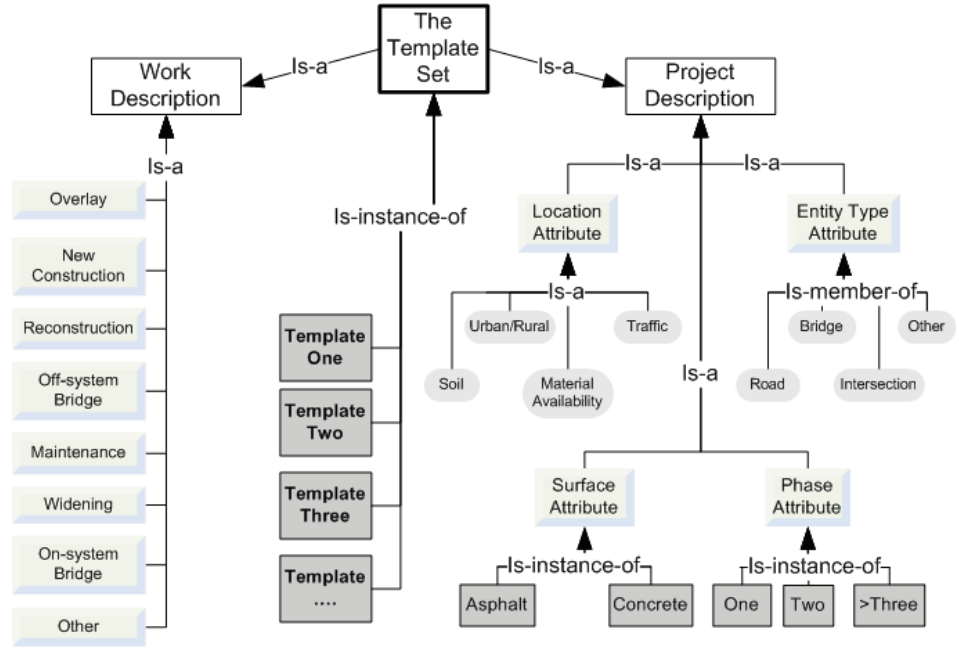 The
Template
Set
Work
Description
Is-a
Is-a
Project
Description
Is-a
Overlay
New
Construction
Reconstruction
Off-system
Bridge
Maintenance
Widening
On-system
Bridge
Other
Is-instance-of
Template
One
Template
Two
Template
Three
Template
....
Is-a
Is-a
Location
Attribute
Entity Type
Attribute
Is-a
Urban/Rural
Traffic
Soil
Material
Availability
Is-member-of
Bridge
Other
Road
Intersection
Is-a
Surface
Attribute
Phase
Attribute
Is-instance-of
Asphalt
Concrete
Is-instance-of
One
Two
>Three